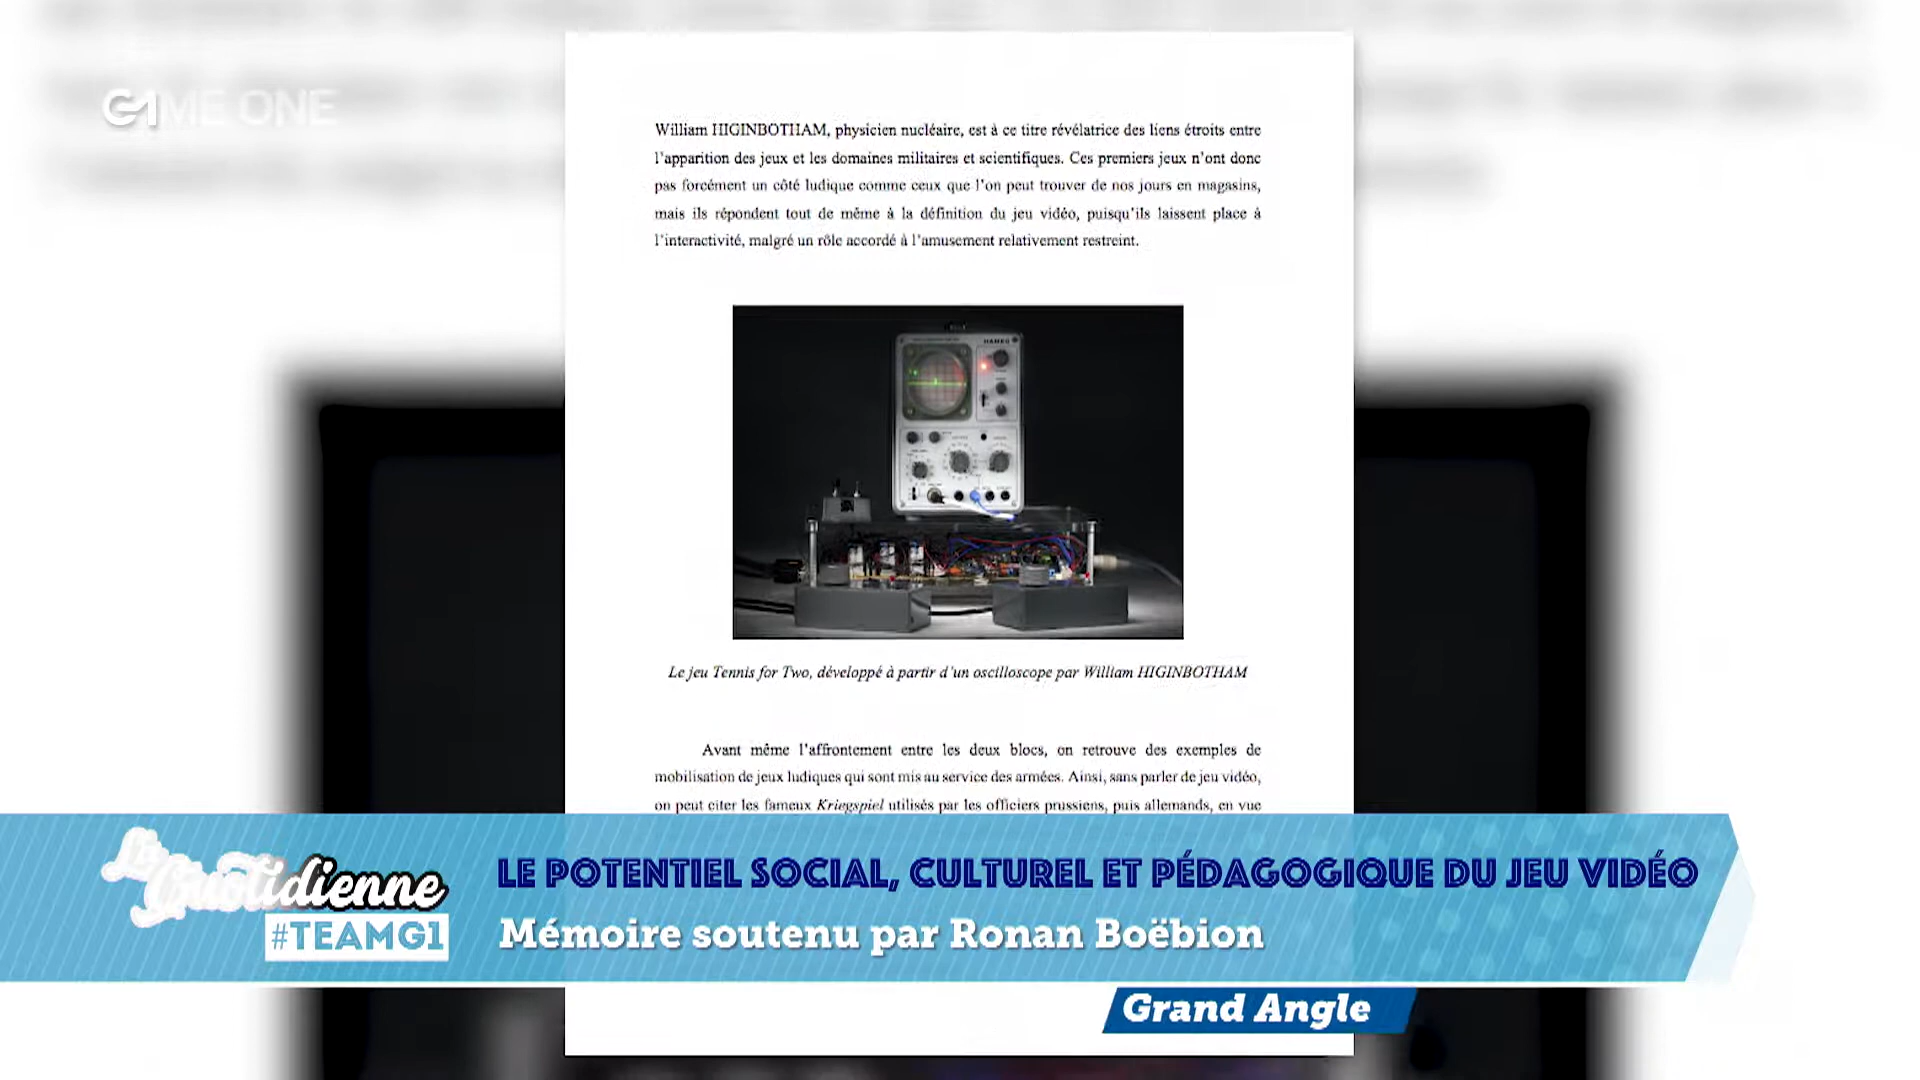 G1ME ONE
William HIGINBOTHAM, physicien nucléaire, est à ce titre révélatrice des liens étroits entre
l'apparition des jeux et les domaines militaires et scientifiques. Ces premiers jeux n'ont donc
pas forcément un côté ludique comme ceux que l'on peut trouver de nos jours en magasins,
mais ils répondent tout de même à la définition du jeu vidéo, puisqu'ils laissent place à
l'interactivité, malgré un rôle accordé à l'amusement relativement restreint.
HAMEG
Le jeu Tennis for Two, développé à partir d'un oscilloscope par William HIGINBOTHAM
Avant même l'affrontement entre les deux blocs, on retrouve des exemples de
mobilisation de jeux ludiques qui sont mis au service des armées. Ainsi, sans parler de jeu vidéo,
on peut citer les fameux Kriegspiel utilisés par les officiers prussiens, puis allemands, en vue
La Quotidienne
#TEAMG1
LE POTENTIEL SOCIAL, CULTUREL ET PÉDAGOGIQUE DU JEU VIDÉO
Mémoire soutenu par Ronan Boëbion
Grand Angle